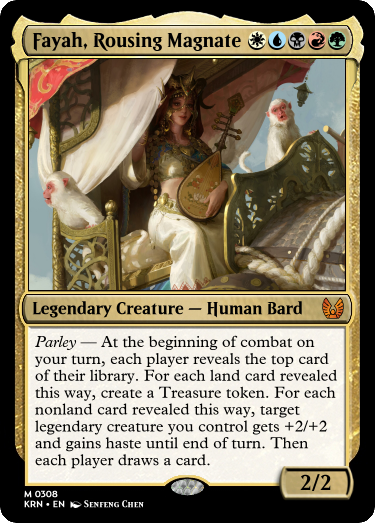 Fayah, Rousing Magnate
Legendary Creature — Human Bard
Parley — At the beginning of combat on
your turn, each player reveals the top card
of their library. For each land card revealed
this way, create a Treasure token. For each
nonland card revealed this way, target
legendary creature you control gets +2/+2
and gains haste until end of turn. Then
each player draws a card.
2/2
M 0308
KRN • EN Senfeng Chen